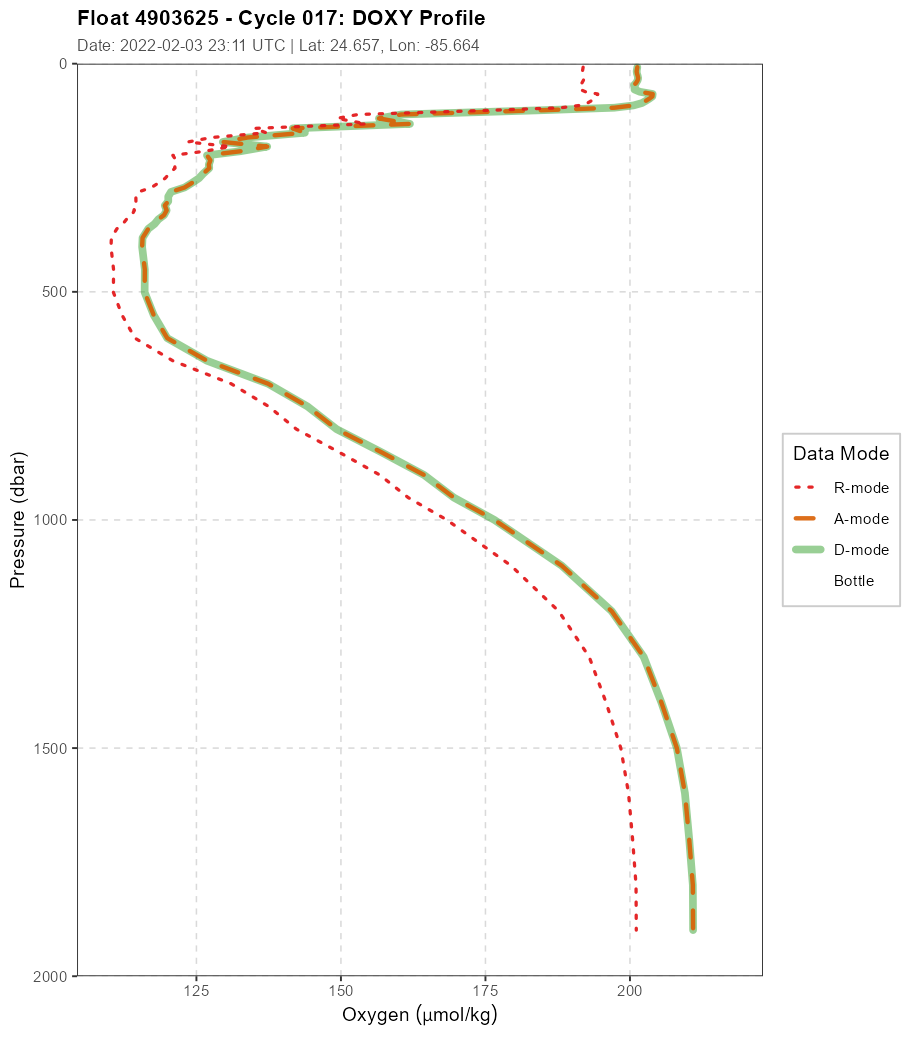 Float 4903625 - Cycle 017: DOXY Profile
Date: 2022-02-03 23:11 UTC | Lat: 24.657, Lon: -85.664
0
500
1000
1500
2000
Pressure (dbar)
125 150 175 200
Oxygen (μmol/kg)
Data Mode
R-mode
A-mode
D-mode
Bottle